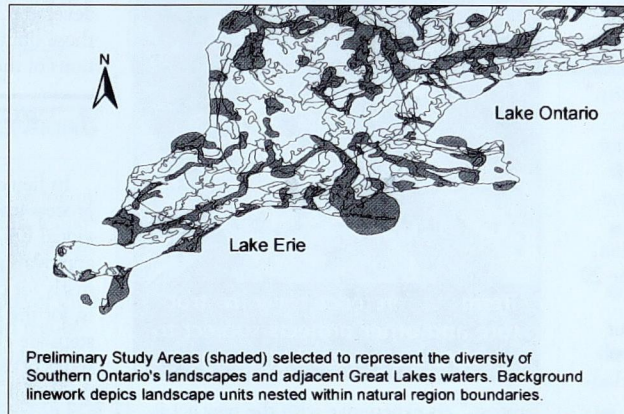 N
Lake Ontario
Lake Erie
Preliminary Study Areas (shaded) selected to represent the diversity of
Southern Ontario's landscapes and adjacent Great Lakes waters. Background
linework depics landscape units nested within natural region boundaries.